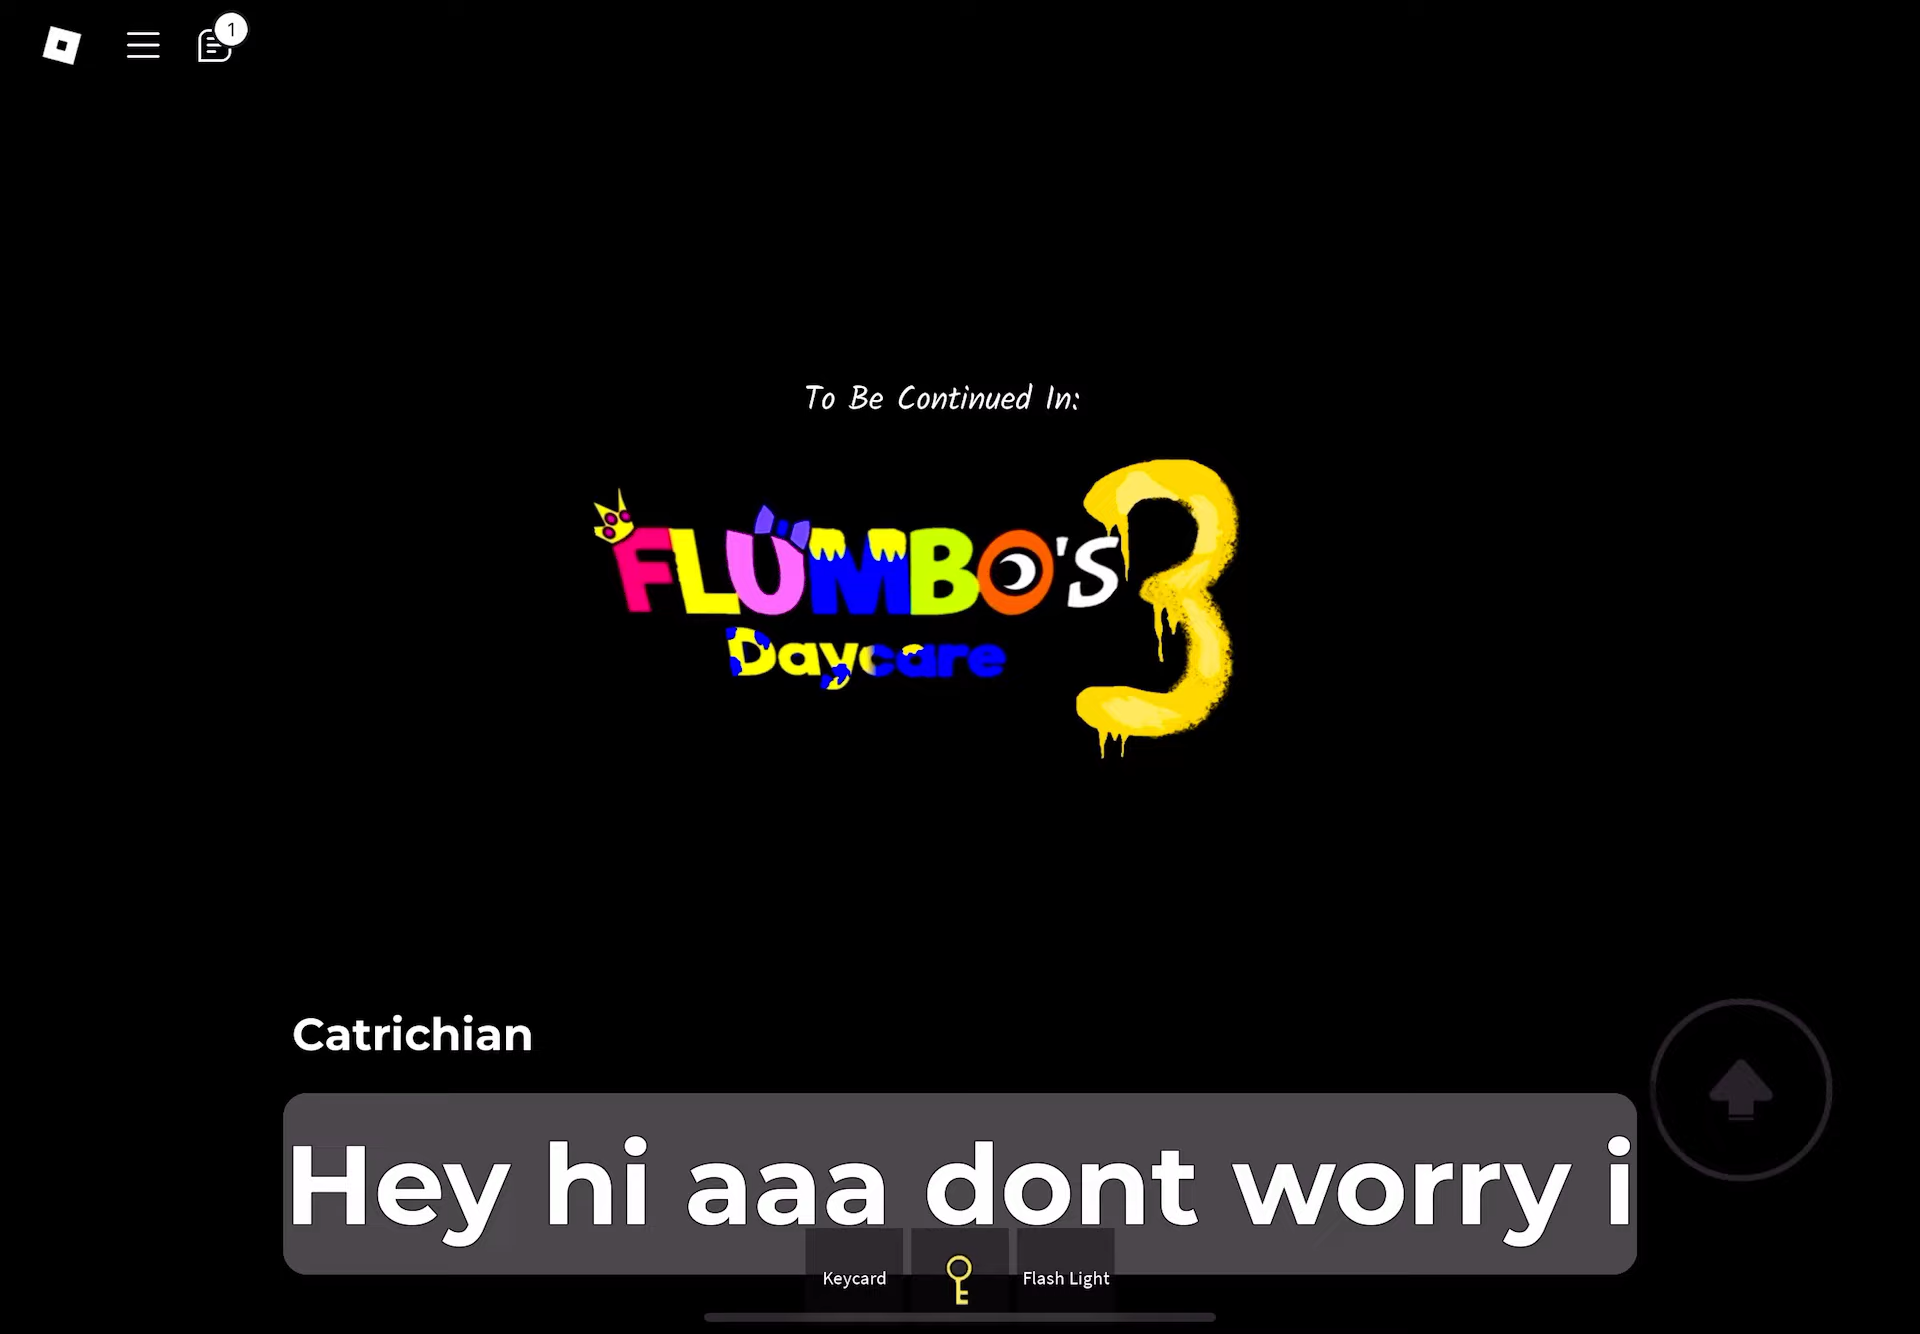 1
To Be Continued In:
FLUMBO'S 3
Daycare
Catrichian
Hey hi aaa dont worry i
Keycard
Flash Light